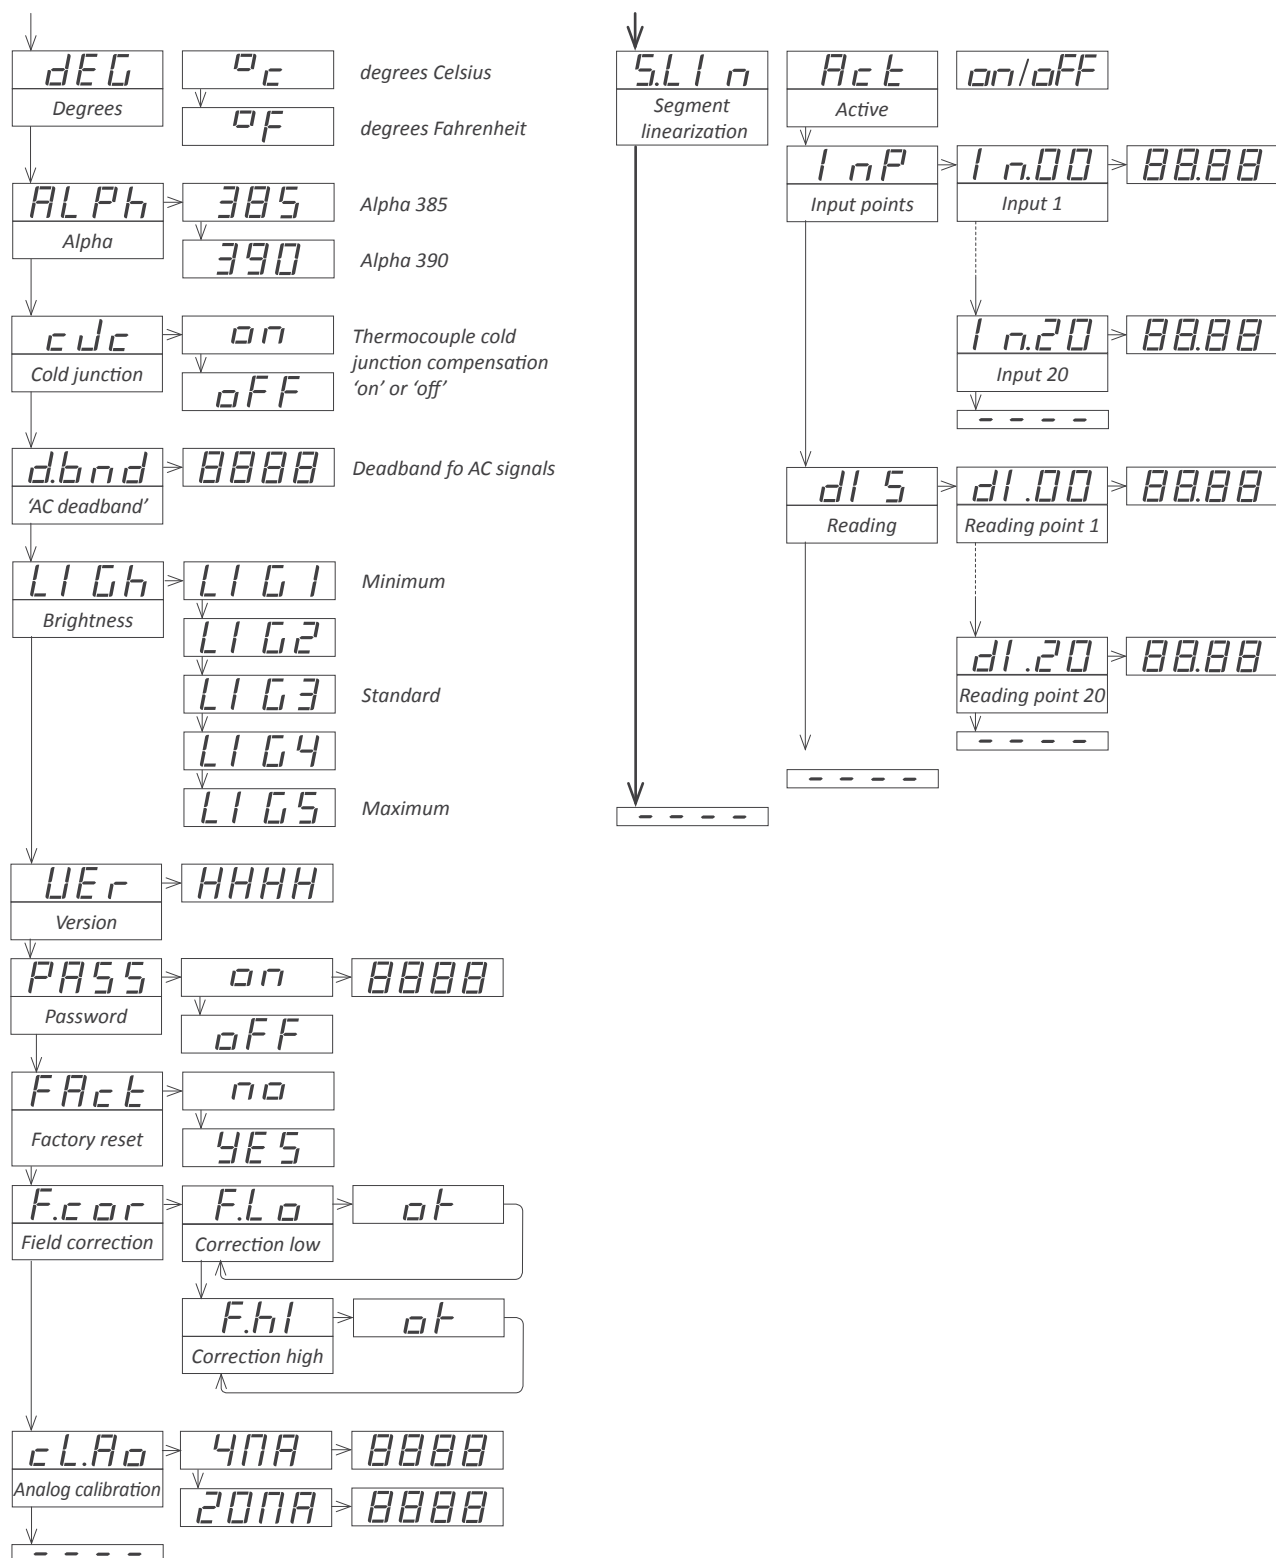 dEG
Degrees
ºc
degrees Celsius
ºF
degrees Fahrenheit
ALPh
Alpha
385
Alpha 385
390
Alpha 390
cJc
Cold junction
on
oFF
Thermocouple cold
junction compensation
‘on’ or ‘off’
d.bnd
‘AC deadband’
8888
Deadband fo AC signals
LIGh
Brightness
LIG1
Minimum
LIG2
LIG3
Standard
LIG4
LIG5
Maximum
VEr
Version
HHHH
PASS
Password
on
8888
oFF
FAct
Factory reset
no
YES
F.cor
Field correction
F.Lo
Correction low
ok
F.hI
Correction high
ok
cL.Ao
Analog calibration
4MA
8888
20MA
8888
----
S.LIn
Segment
linearization
Act
Active
on/oFF
InP
Input points
In.00
Input 1
88.88
In.20
Input 20
88.88
----
dIS
Reading
dI.00
Reading point 1
88.88
dI.20
Reading point 20
88.88
----
----
----